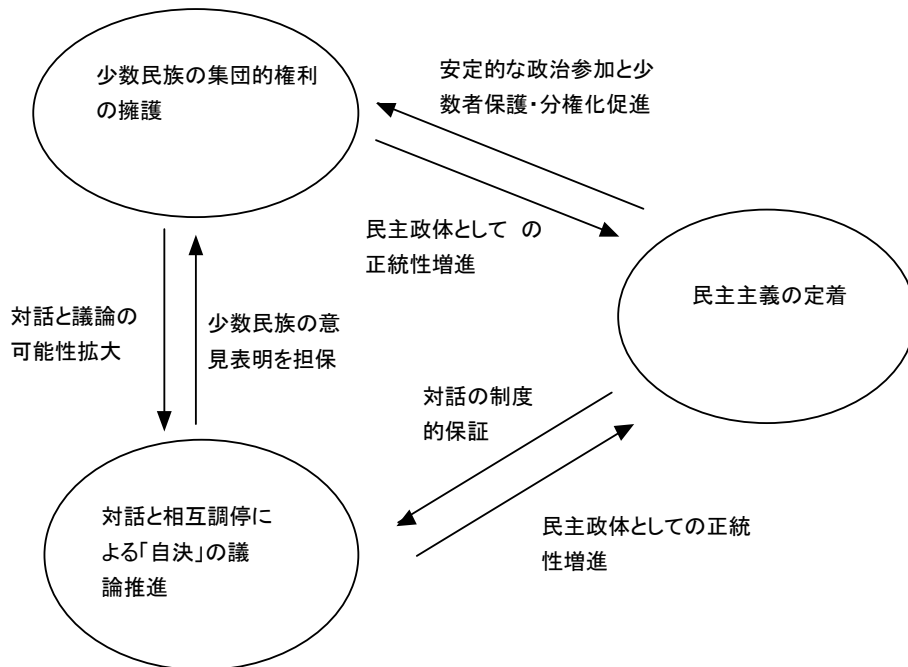 少数民族の集団的権利
の擁護
安定的な政治参加と少
数者保護・分権化促進
民主政体として の
正統性増進
民主主義の定着
対話と議論の
可能性拡大
少数民族の意
見表明を担保
対話の制度
的保証
対話と相互調停に
よる「自決」の議
論推進
民主政体としての正統
性増進